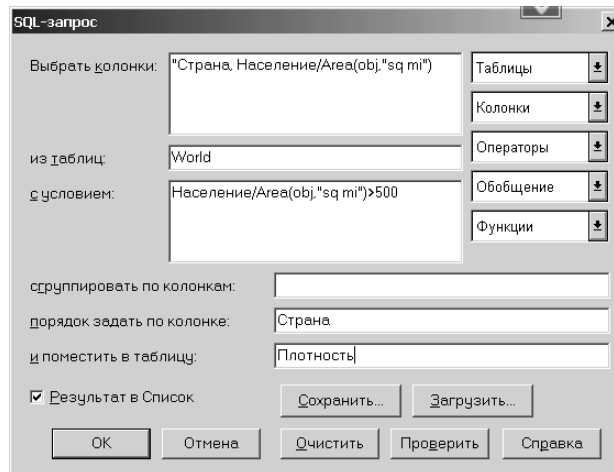 SQL-запрос
Выбрать колонки: "Страна, Население/Area(obj,"sq mi") Таблицы
Колонки
из таблиц: World Операторы
с условием: Население/Area(obj,"sq mi")>500 Обобщение
Функции
сгруппировать по колонкам:
порядок задать по колонке: Страна
и поместить в таблицу: Плотность
Результат в Список Сохранить... Загрузить...
OK Отмена Очистить Проверить Справка